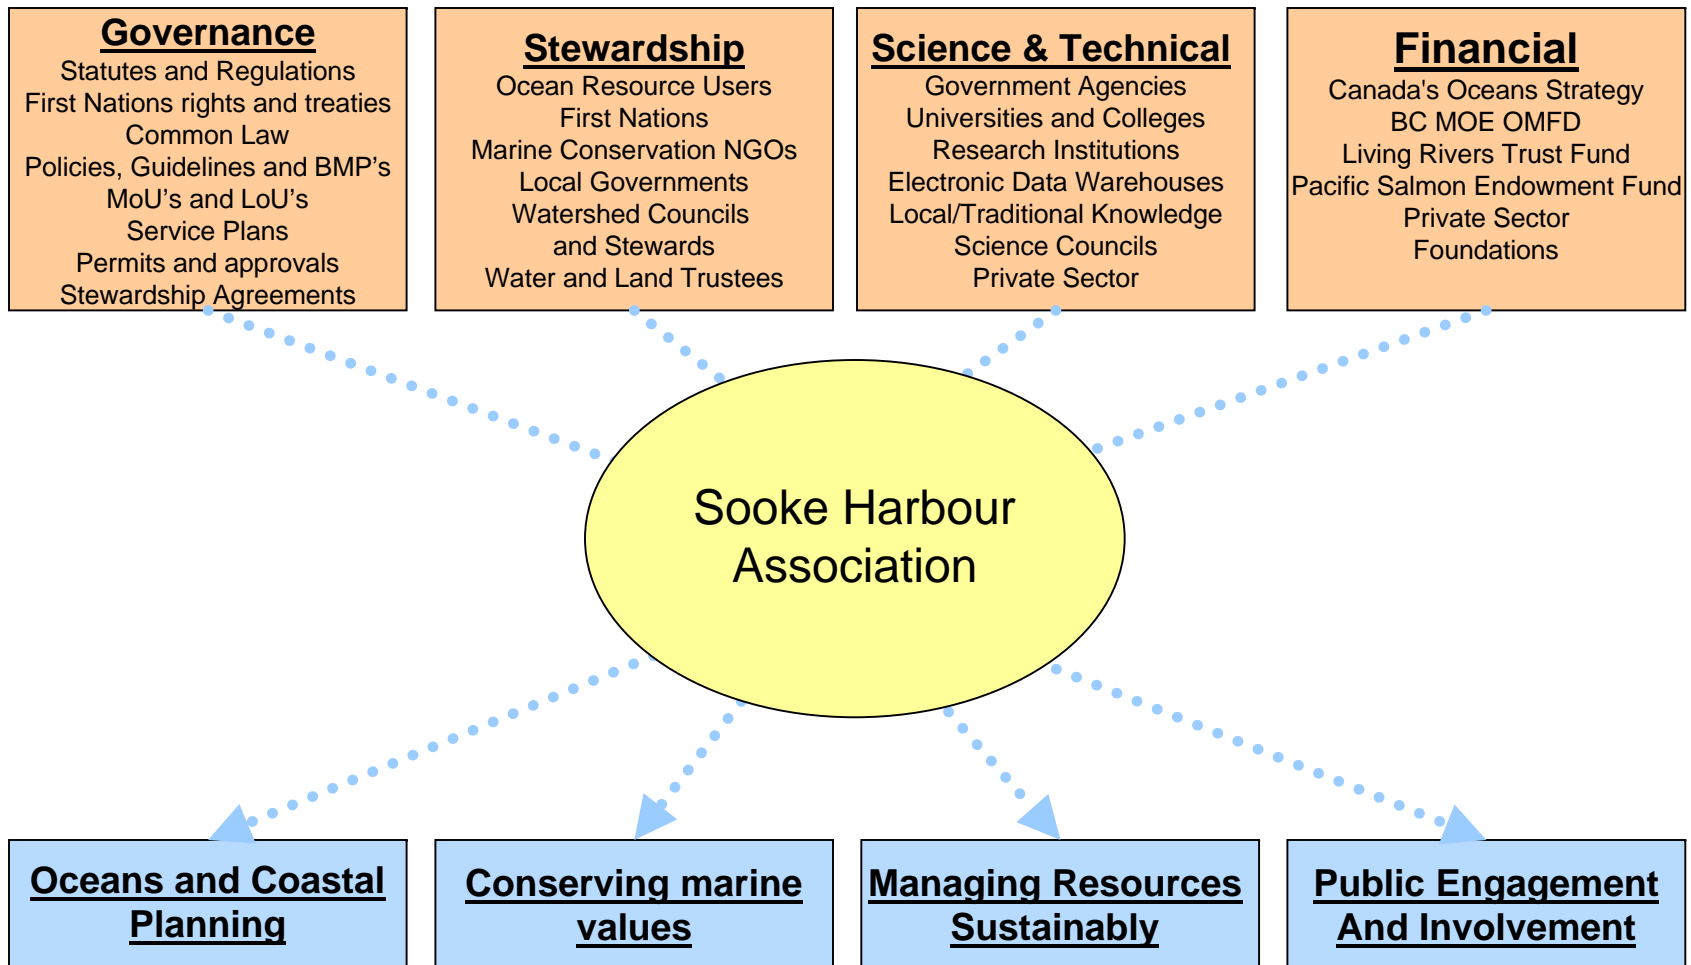 Governance
Statutes and Regulations
First Nations rights and treaties
Common Law
Policies, Guidelines and BMP’s
MoU’s and LoU’s
Service Plans
Permits and approvals
Stewardship Agreements
Stewardship
Ocean Resource Users
First Nations
Marine Conservation NGOs
Local Governments
Watershed Councils
and Stewards
Water and Land Trustees
Science & Technical
Government Agencies
Universities and Colleges
Research Institutions
Electronic Data Warehouses
Local/Traditional Knowledge
Science Councils
Private Sector
Financial
Canada's Oceans Strategy
BC MOE OMFD
Living Rivers Trust Fund
Pacific Salmon Endowment Fund
Private Sector
Foundations
Sooke Harbour
Association
Oceans and Coastal
Planning
Conserving marine
values
Managing Resources
Sustainably
Public Engagement
And Involvement